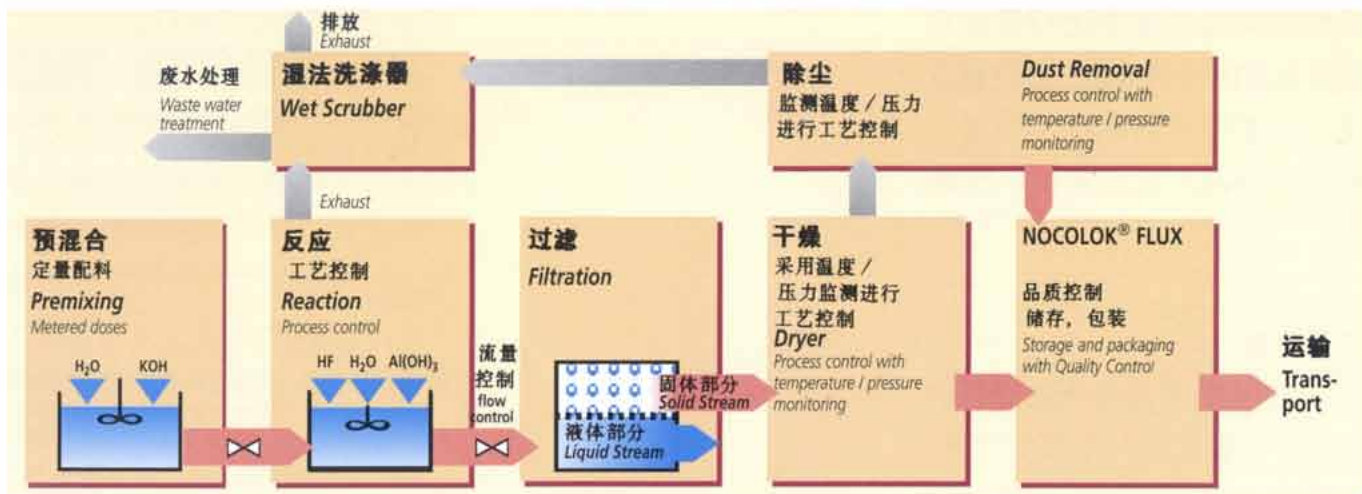 排放
Exhaust
废水处理
Waste water
treatment
湿法洗涤器
Wet Scrubber
除尘
监测温度 / 压力
进行工艺控制
Dust Removal
Process control with
temperature / pressure
monitoring
Exhaust
预混合
定量配料
Premixing
Metered doses
H₂O KOH
反应
工艺控制
Reaction
Process control
HF H₂O Al(OH)₃
流量
控制
flow
control
过滤
Filtration
固体部分
Solid Stream
液体部分
Liquid Stream
干燥
采用温度 /
压力监测进行
工艺控制
Dryer
Process control with
temperature / pressure
monitoring
NOCOLOK® FLUX
品质控制
储存，包装
Storage and packaging
with Quality Control
运输
Trans-
port